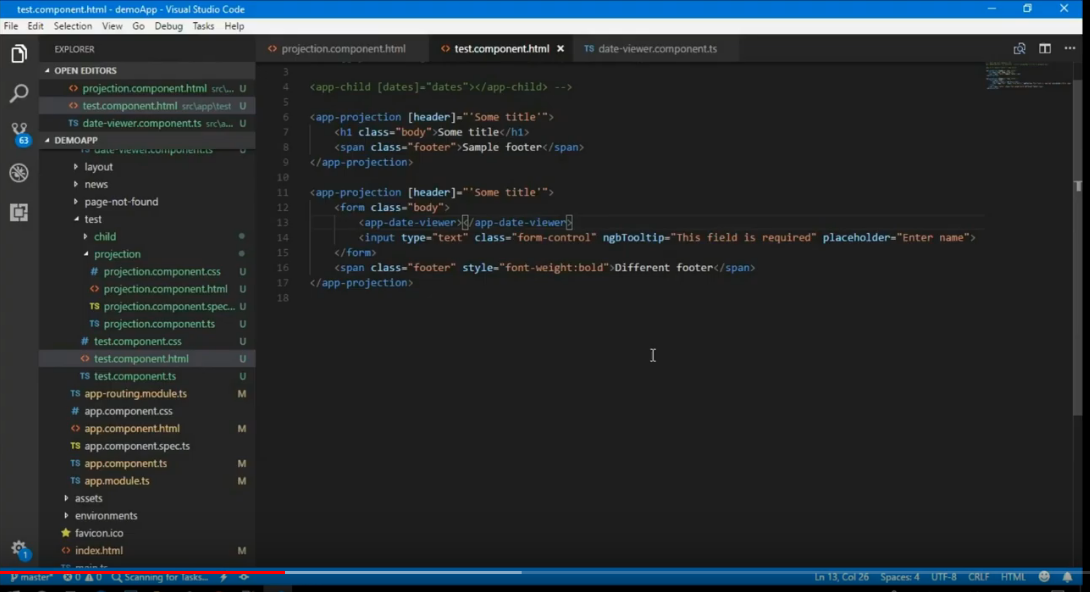 test.component.html - demoApp - Visual Studio Code
File Edit Selection View Go Debug Tasks Help
EXPLORER
OPEN EDITORS
projection.component.html src\... U
test.component.html src\app\test U
date-viewer.component.ts src\a... U
63
DEMOAPP
date-viewer.component.ts U
layout
news
page-not-found
test
child
projection
# projection.component.css U
<> projection.component.html U
TS projection.component.spec... U
TS projection.component.ts U
# test.component.css U
<> test.component.html U
TS test.component.ts U
TS app-routing.module.ts M
# app.component.css
<> app.component.html M
TS app.component.spec.ts
TS app.component.ts M
TS app.module.ts M
assets
environments
favicon.ico
<> index.html M
main.ts
1
<> projection.component.html
<> test.component.html ×
TS date-viewer.component.ts
3
4 <app-child [dates]="dates"></app-child> -->
5
6 <app-projection [header]="'Some title'">
7 <h1 class="body">Some title</h1>
8 <span class="footer">Sample footer</span>
9 </app-projection>
10
11 <app-projection [header]="'Some title'">
12 <form class="body">
13 <app-date-viewer></app-date-viewer>
14 <input type="text" class="form-control" ngbTooltip="This field is required" placeholder="Enter name">
15 </form>
16 <span class="footer" style="font-weight:bold">Different footer</span>
17 </app-projection>
18
master* 0 0 Scanning for Tasks... Ln 13, Col 26 Spaces: 4 UTF-8 CRLF HTML